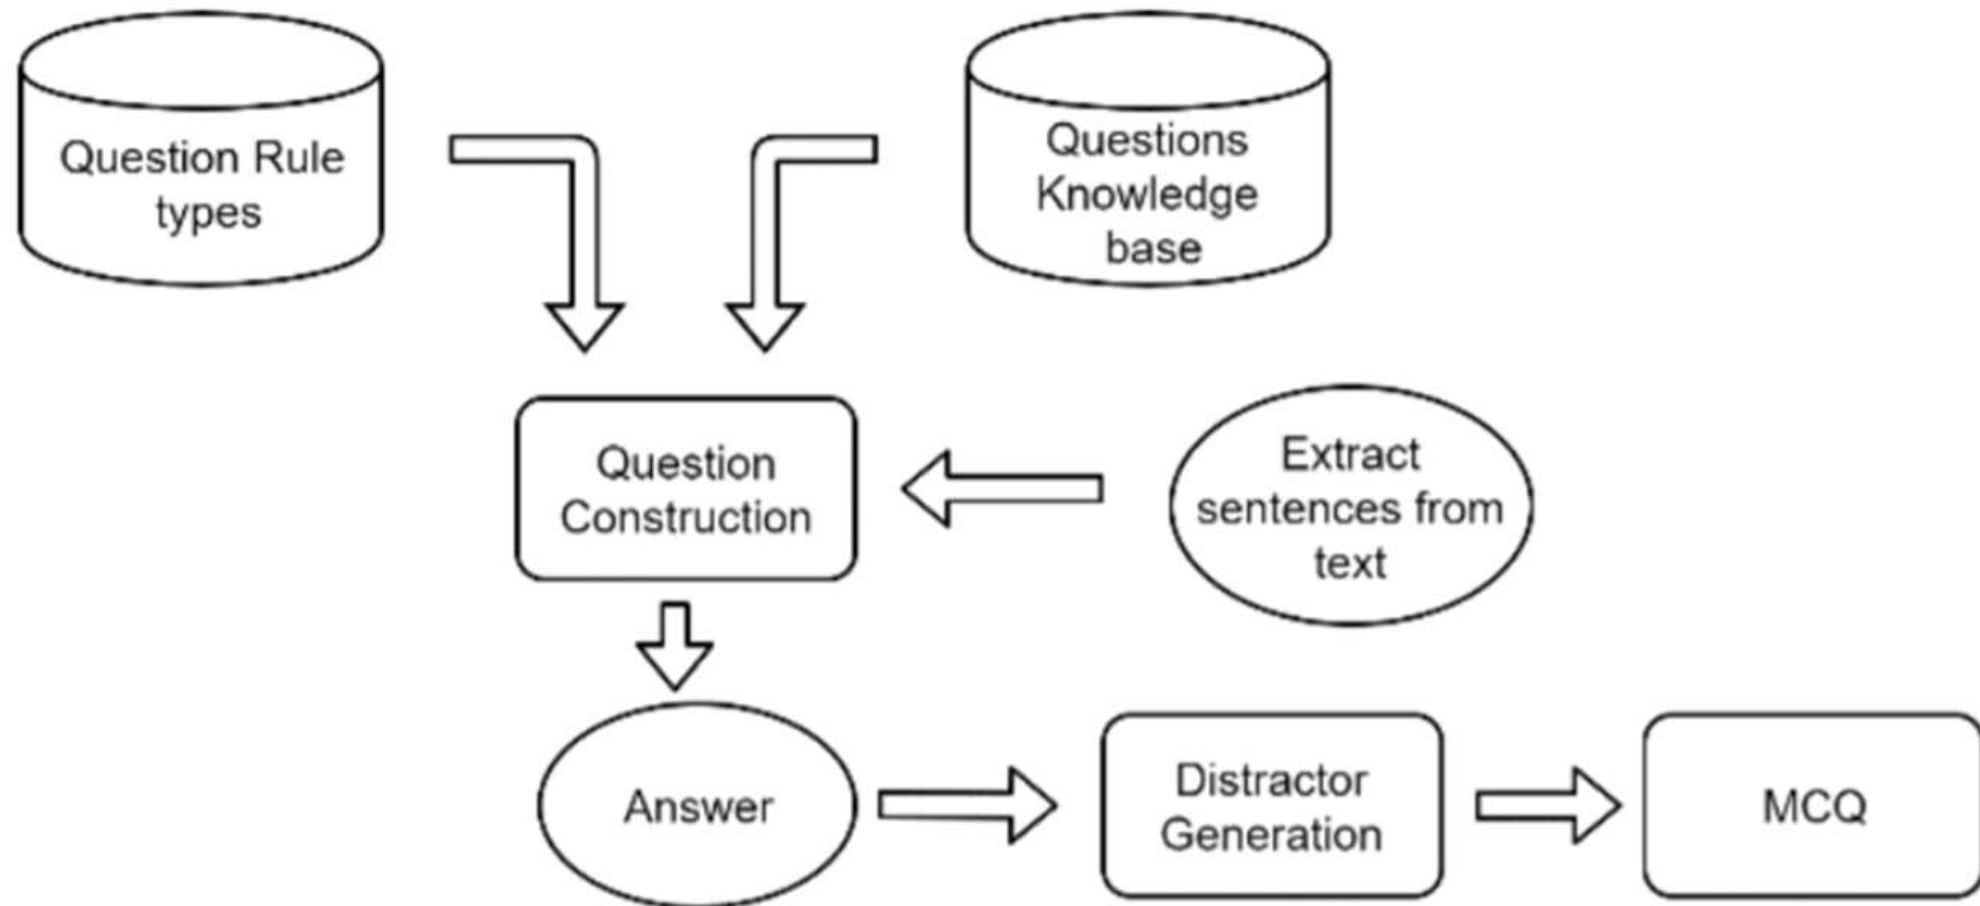 Question Rule
types
Questions
Knowledge
base
Question
Construction
Extract
sentences from
text
Answer
Distractor
Generation
MCQ